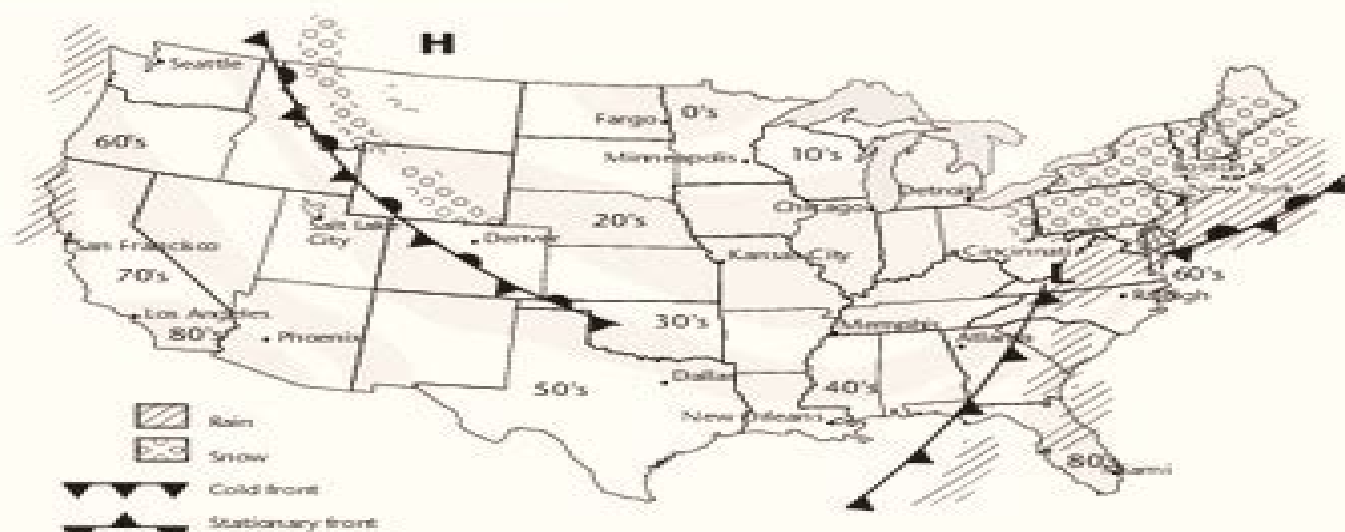 H
Seattle
60's
Fargo
0's
Minneapolis
10's
Detroit
Boston
New York
Chicago
20's
Salt Lake
City
Denver
San Francisco
Kansas City
Cincinnati
L
60's
Raleigh
70's
Los Angeles
80's
Phoenix
30's
Memphis
Atlanta
Dallas
50's
40's
New Orleans
80's
Miami
Rain
Snow
Cold front
Stationary front